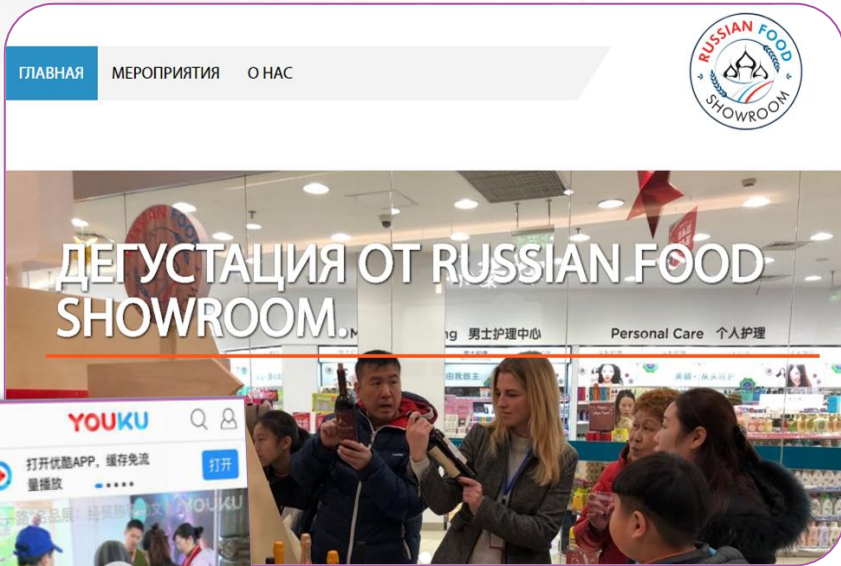 ГЛАВНАЯ МЕРОПРИЯТИЯ О НАС
RUSSIAN FOOD
SHOWROOM
ДЕГУСТАЦИЯ ОТ RUSSIAN FOOD
SHOWROOM.
ng 男士护理中心
Personal Care 个人护理
YOUKU
打开优酷APP，缓存免流
量播放
打开
YOUKU